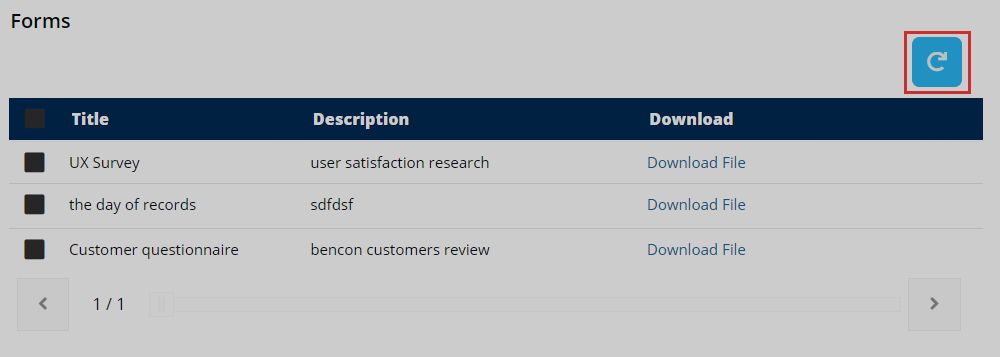 Forms
Title Description Download
UX Survey user satisfaction research Download File
the day of records sdfdsf Download File
Customer questionnaire bencon customers review Download File
1 / 1